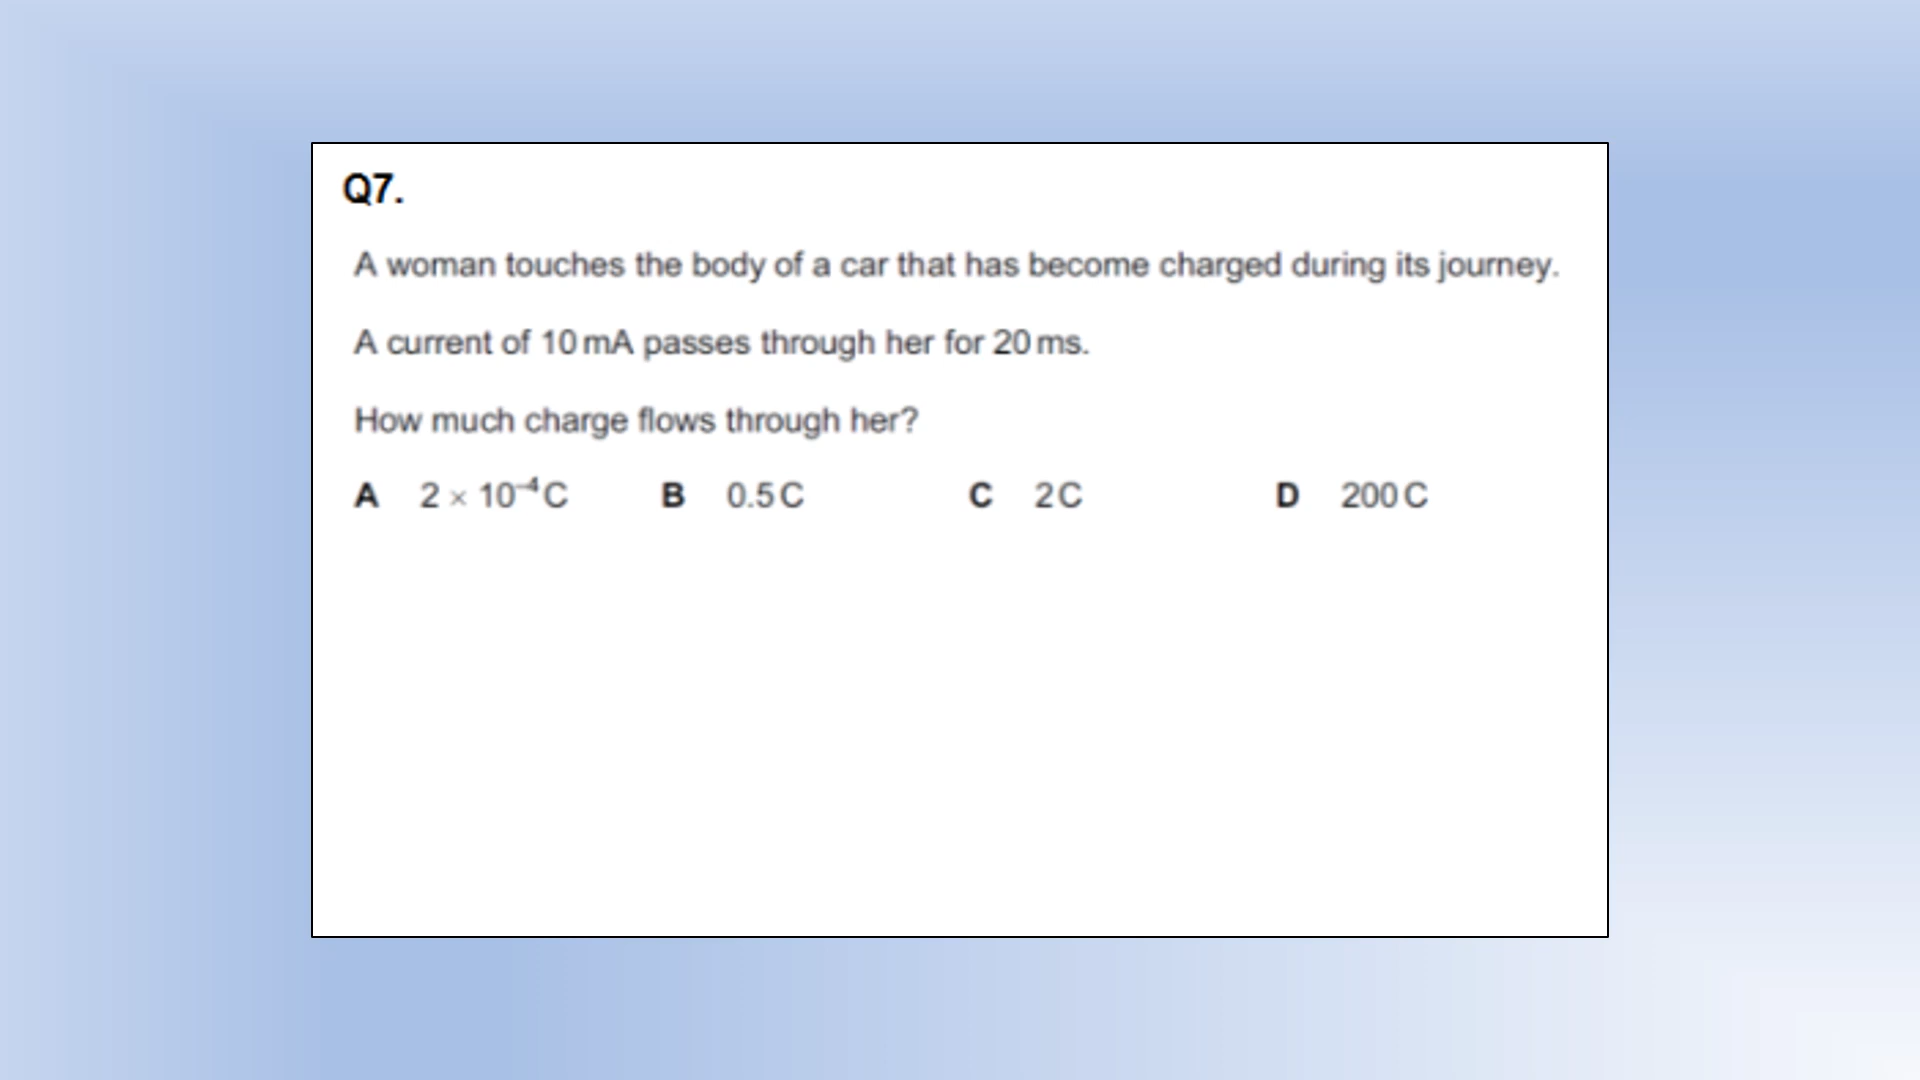 Q7.
A woman touches the body of a car that has become charged during its journey.
A current of 10 mA passes through her for 20 ms.
How much charge flows through her?
A 2 × 10⁻⁴ C B 0.5 C C 2 C D 200 C